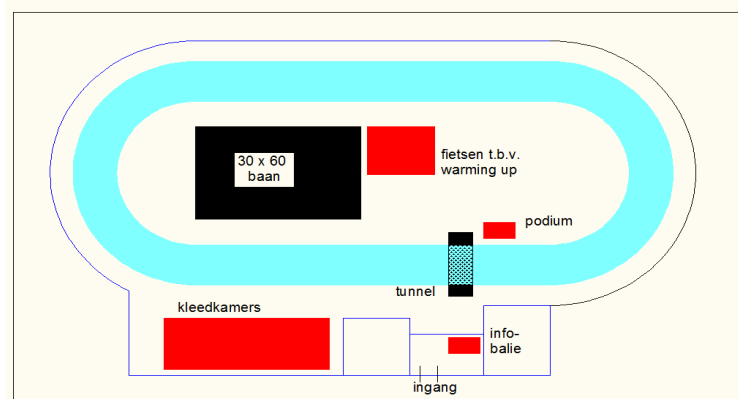 30 x 60
baan
fietsen t.b.v.
warming up
podium
tunnel
kleedkamers
info-
balie
ingang